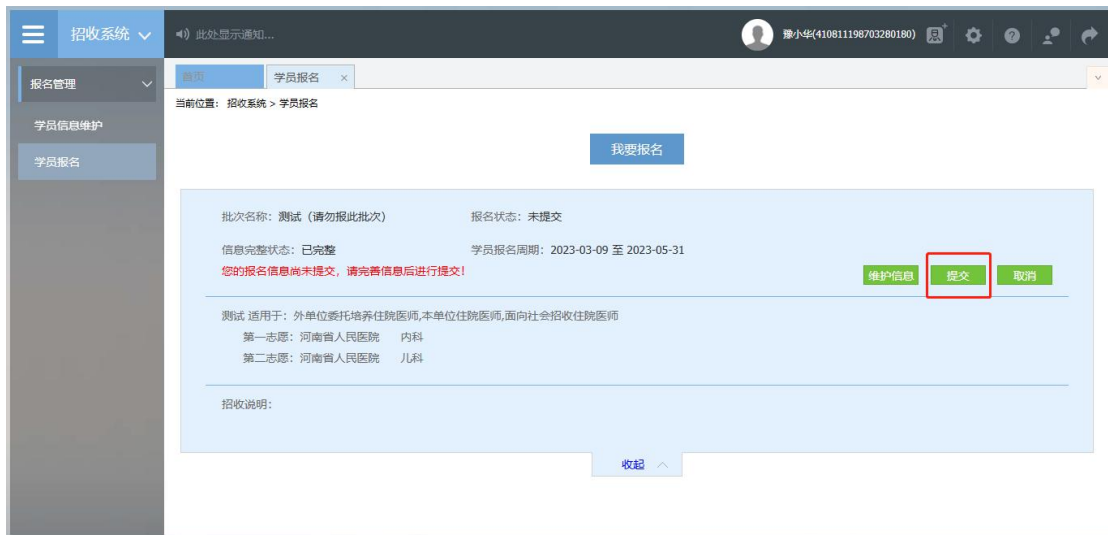 招收系统
此处显示通知...
豫小华(410811198703280180)
报名管理
首页
学员报名 ×
当前位置： 招收系统 > 学员报名
学员信息维护
学员报名
我要报名
批次名称：测试（请勿报此批次） 报名状态：未提交
信息完整状态：已完整 学员报名周期：2023-03-09 至 2023-05-31
您的报名信息尚未提交，请完善信息后进行提交！
维护信息 提交 取消
测试 适用于：外单位委托培养住院医师,本单位住院医师,面向社会招收住院医师
第一志愿：河南省人民医院 内科
第二志愿：河南省人民医院 儿科
招收说明：
收起